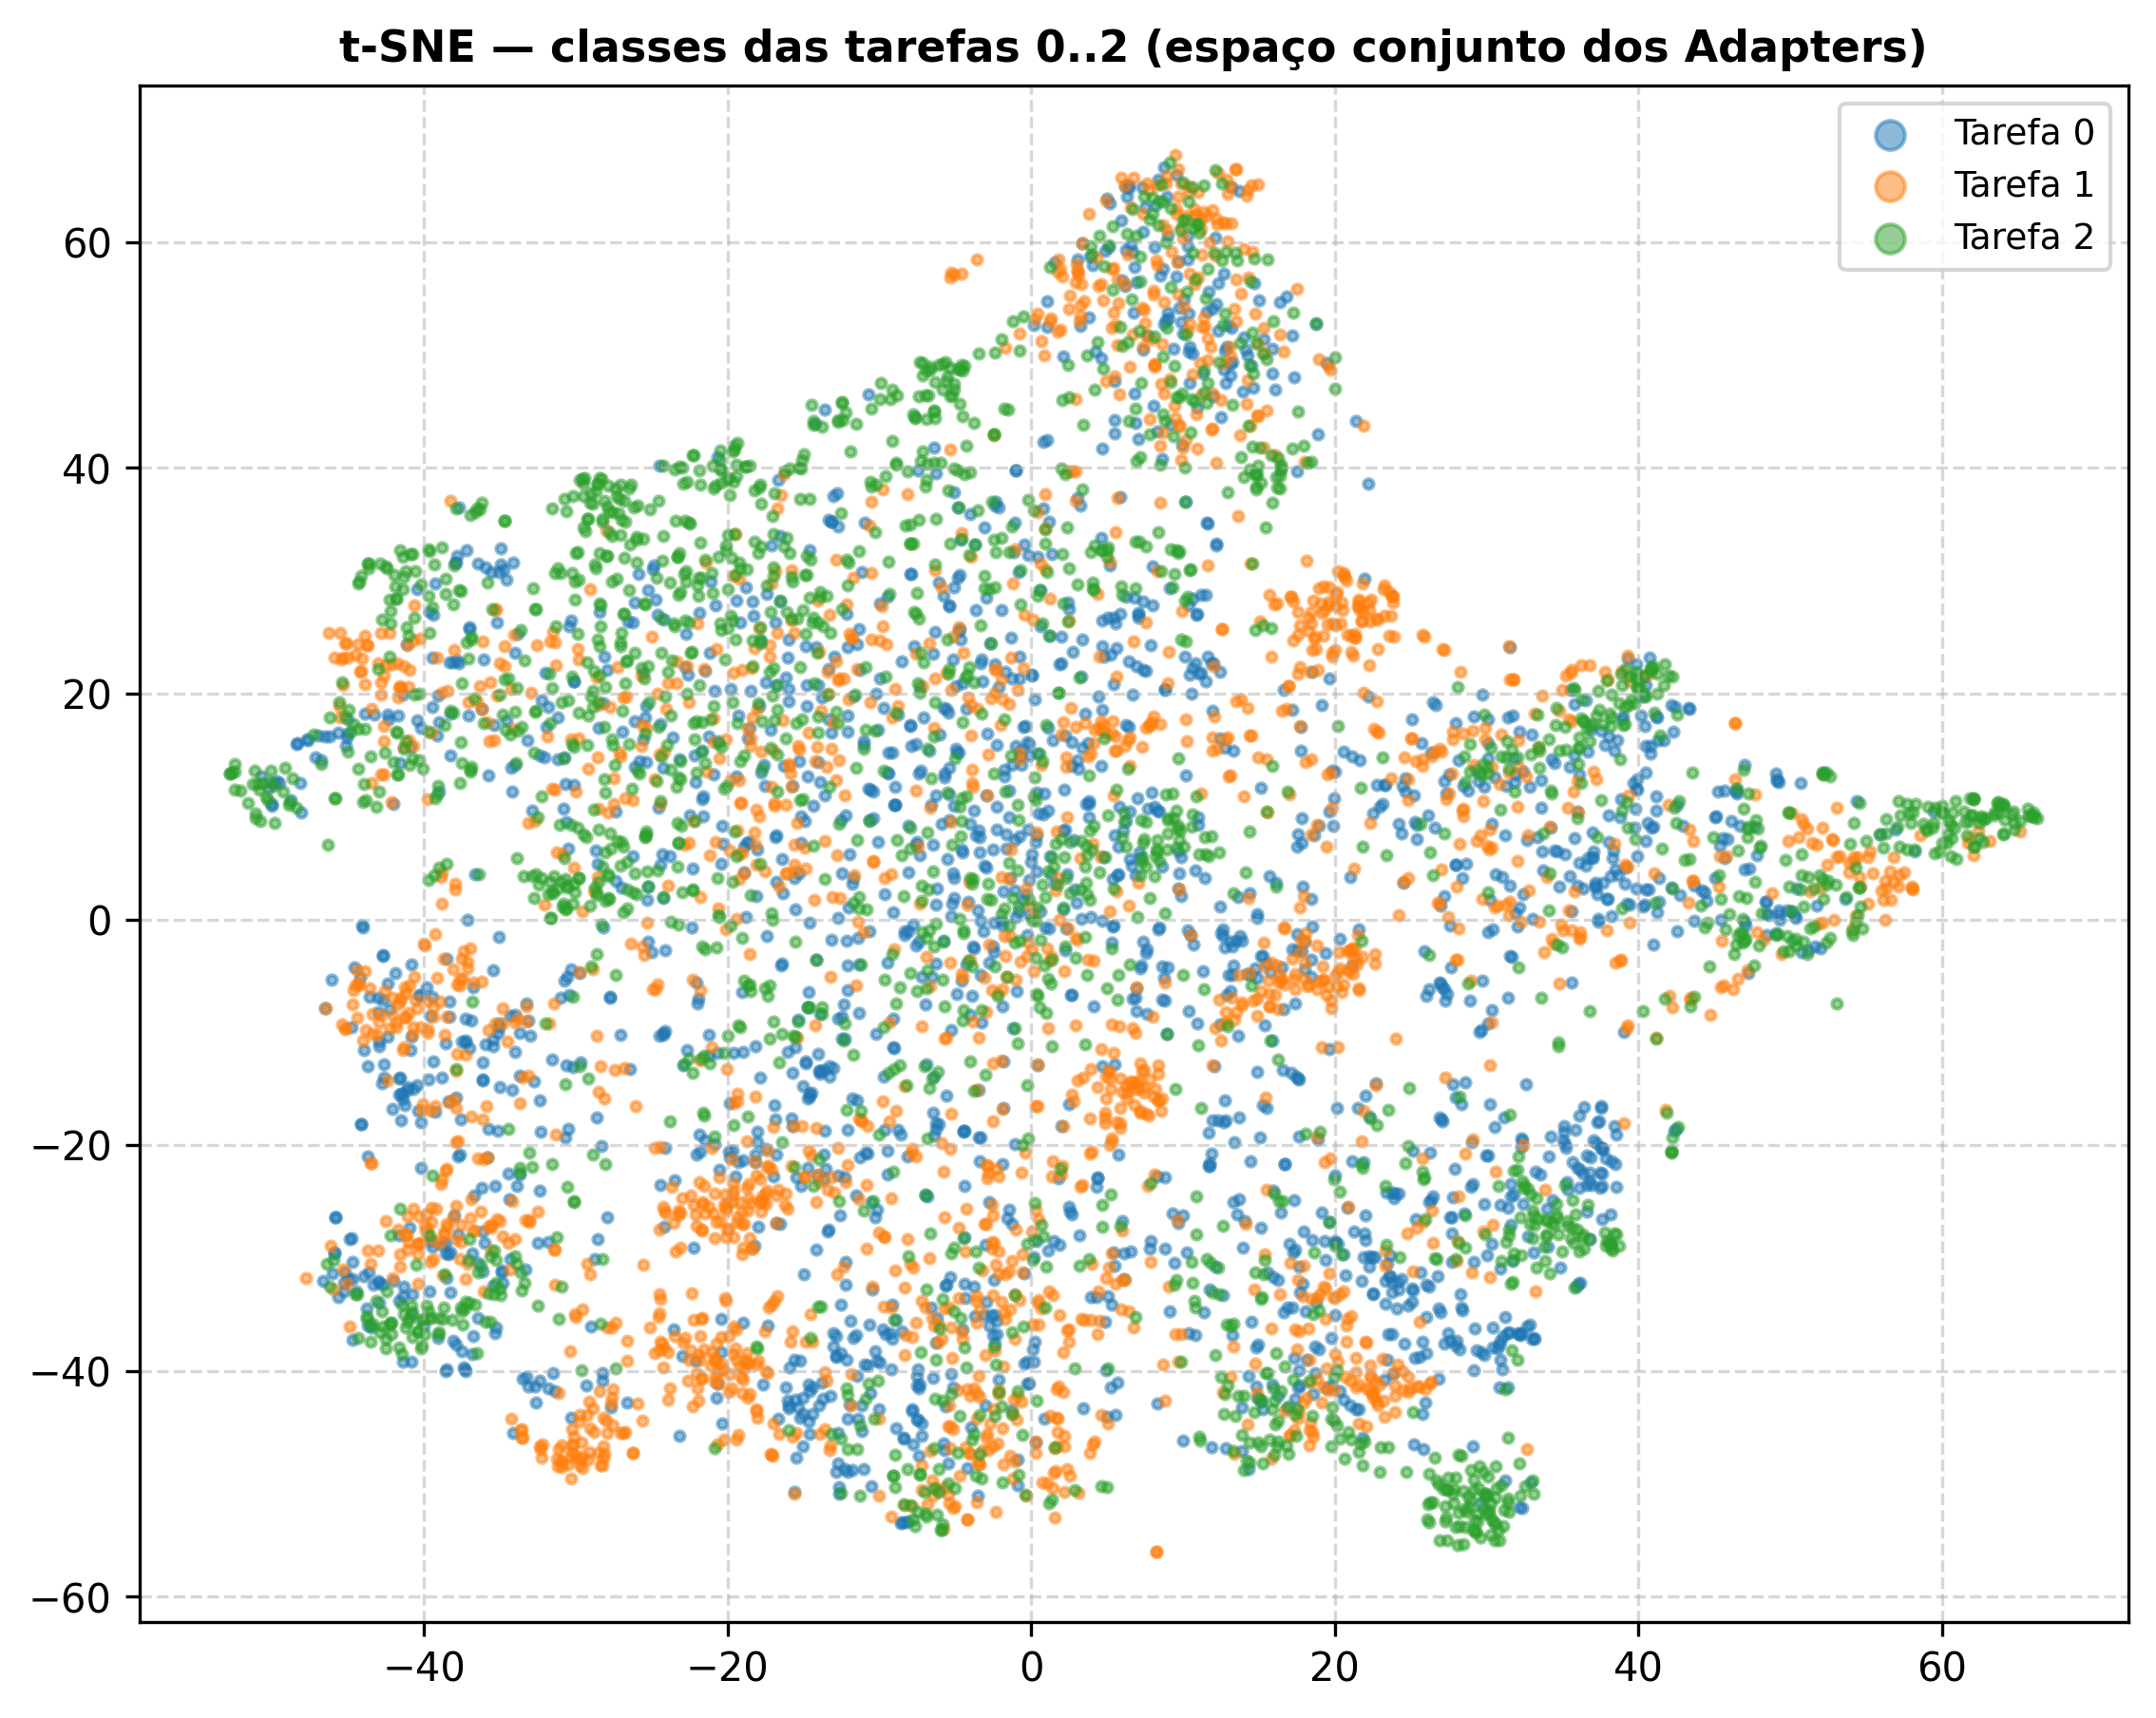 t-SNE — classes das tarefas 0..2 (espaço conjunto dos Adapters)
Tarefa 0
Tarefa 1
Tarefa 2
60
40
20
0
−20
−40
−60
−40 −20 0 20 40 60